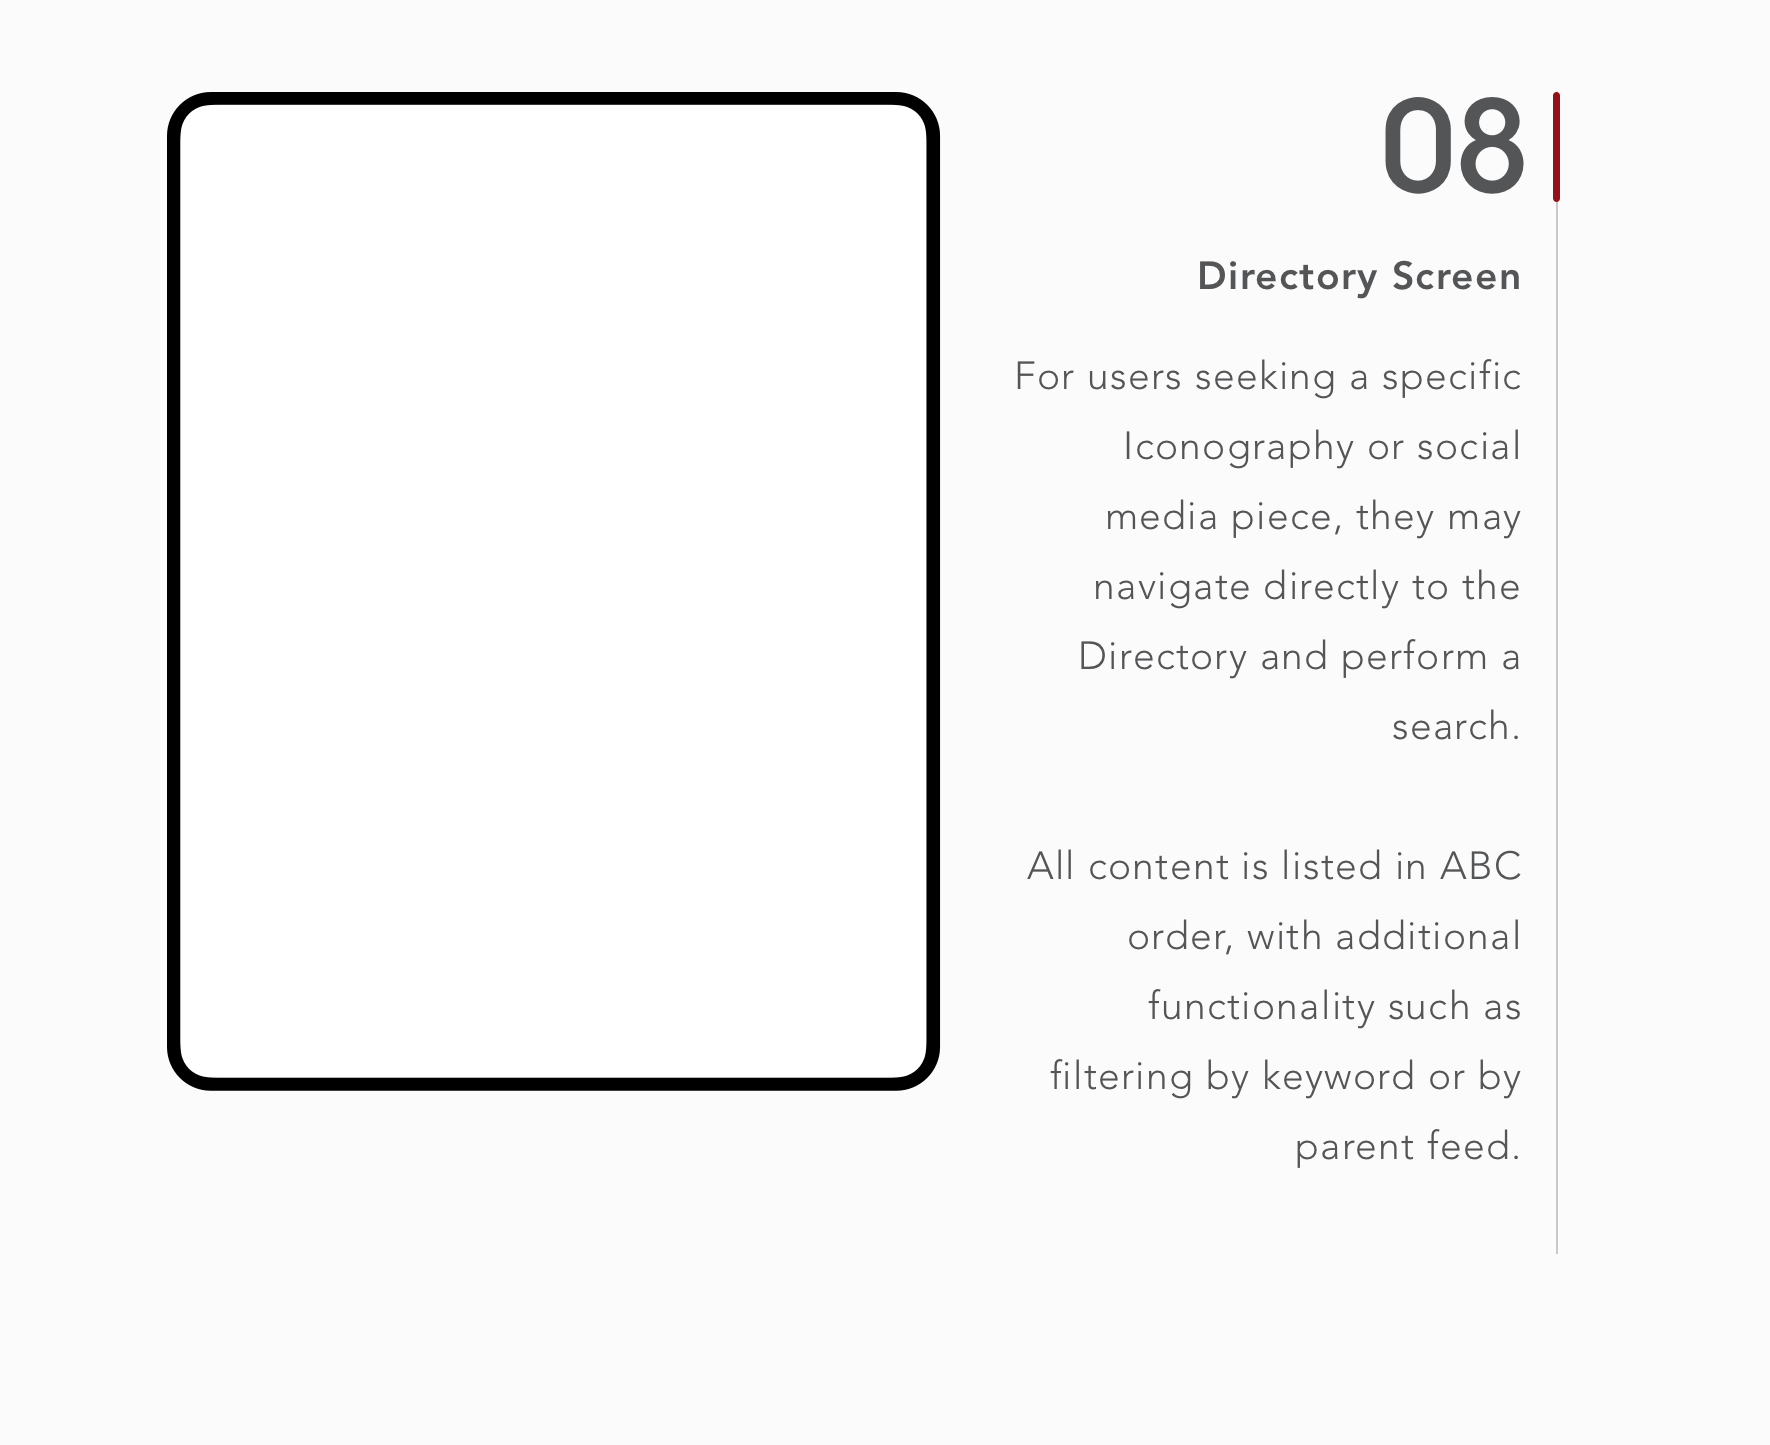 08
Directory Screen
For users seeking a specific
Iconography or social
media piece, they may
navigate directly to the
Directory and perform a
search.
All content is listed in ABC
order, with additional
functionality such as
filtering by keyword or by
parent feed.